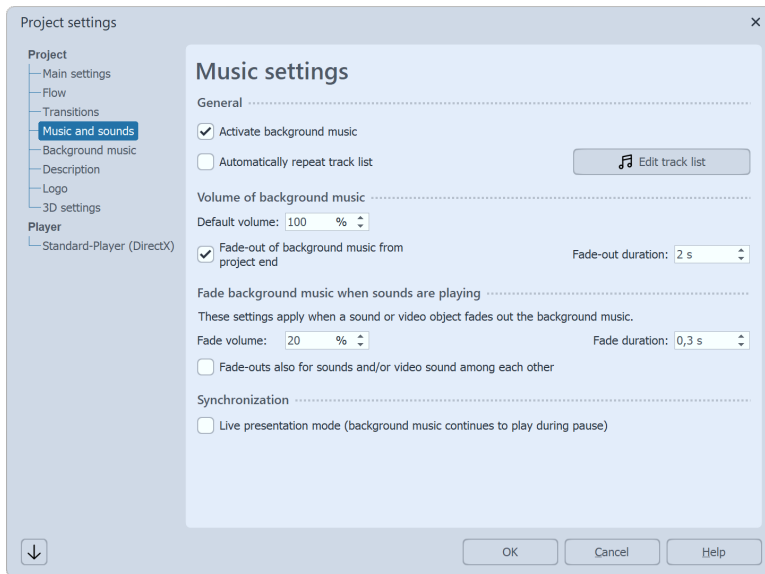 Project settings
Project
Main settings
Flow
Transitions
Music and sounds
Background music
Description
Logo
3D settings
Player
Standard-Player (DirectX)
Music settings
General
Activate background music
Automatically repeat track list
Edit track list
Volume of background music
Default volume: 100 %
Fade-out of background music from
project end
Fade-out duration: 2 s
Fade background music when sounds are playing
These settings apply when a sound or video object fades out the background music.
Fade volume: 20 %
Fade duration: 0,3 s
Fade-outs also for sounds and/or video sound among each other
Synchronization
Live presentation mode (background music continues to play during pause)
OK
Cancel
Help